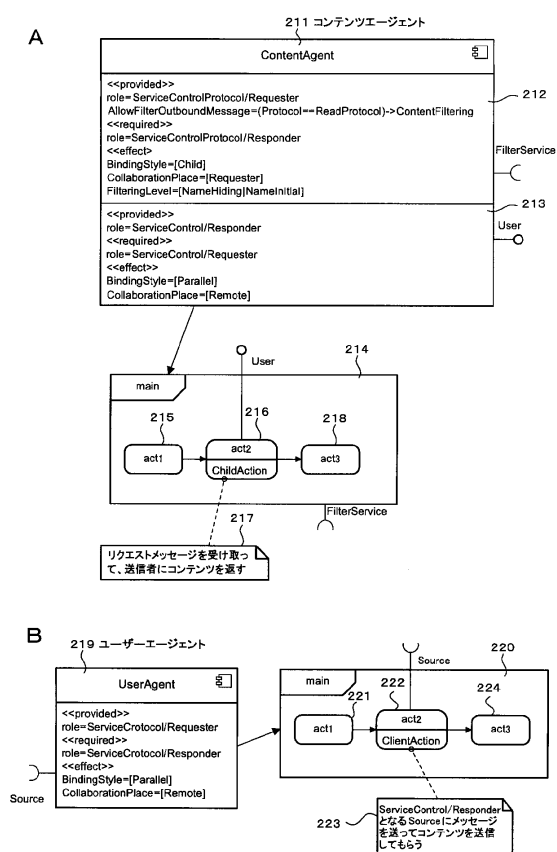 A
211 コンテンツエージェント
ContentAgent
<<provided>>
role=ServiceControlProtocol/Requester
AllowFilterOutboundMessage=(Protocol==ReadProtocol)->ContentFiltering
<<required>>
role=ServiceControlProtocol/Responder
<<effect>
BindingStyle=[Child]
CollaborationPlace=[Requester]
FilteringLevel=[NameHiding|NameInitial]
212
FilterService
<<provided>>
role=ServiceControl/Responder
<<required>>
role=ServiceControl/Requester
<<effect>>
BindingStyle=[Parallel]
CollaborationPlace=[Remote]
213
User
214
User
main
215
216
218
act1
act2
ChildAction
act3
FilterService
217
リクエストメッセージを受け取っ
て、送信者にコンテンツを返す
B
219 ユーザーエージェント
UserAgent
<<provided>>
role=ServiceCrotocol/Requester
<<required>>
role=ServiceCrotocol/Responder
<<effect>>
BindingStyle=[Parallel]
CollaborationPlace=[Remote]
Source
Source
220
main
221
222
224
act1
act2
ClientAction
act3
223
ServiceControl/Responder
となるSourceにメッセージ
を送ってコンテンツを送信
してもらう